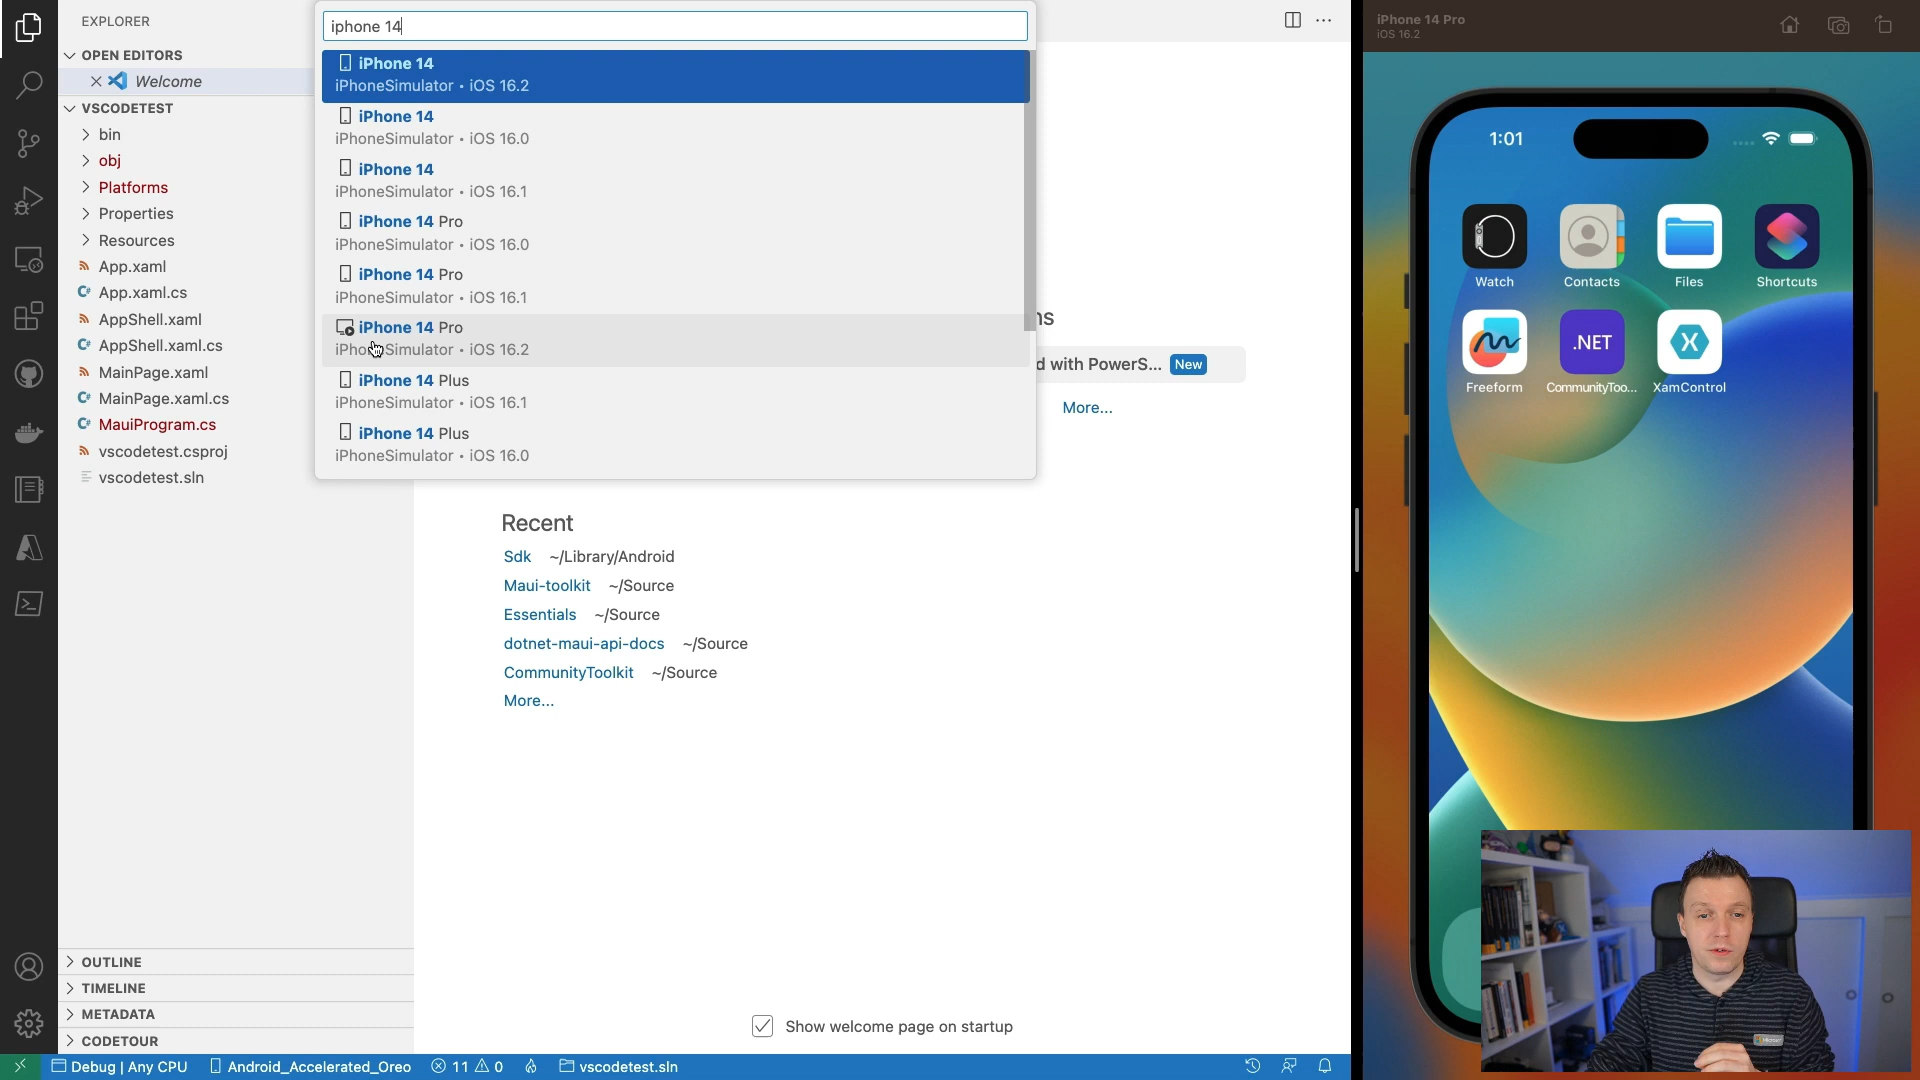 EXPLORER
OPEN EDITORS
Welcome
VSCODETEST
bin
obj
Platforms
Properties
Resources
App.xaml
App.xaml.cs
AppShell.xaml
AppShell.xaml.cs
MainPage.xaml
MainPage.xaml.cs
MauiProgram.cs
vscodetest.csproj
vscodetest.sln
OUTLINE
TIMELINE
METADATA
CODETOUR
iphone 14
iPhone 14
iPhoneSimulator • iOS 16.2
iPhone 14
iPhoneSimulator • iOS 16.0
iPhone 14
iPhoneSimulator • iOS 16.1
iPhone 14 Pro
iPhoneSimulator • iOS 16.0
iPhone 14 Pro
iPhoneSimulator • iOS 16.1
iPhone 14 Pro
iPhoneSimulator • iOS 16.2
iPhone 14 Plus
iPhoneSimulator • iOS 16.1
iPhone 14 Plus
iPhoneSimulator • iOS 16.0
ns
d with PowerS... New
More...
Recent
Sdk ~/Library/Android
Maui-toolkit ~/Source
Essentials ~/Source
dotnet-maui-api-docs ~/Source
CommunityToolkit ~/Source
More...
Show welcome page on startup
Debug | Any CPU Android_Accelerated_Oreo 11 0 vscodetest.sln
iPhone 14 Pro
iOS 16.2
1:01
Watch Contacts Files Shortcuts
.NET
Freeform CommunityToo... XamControl